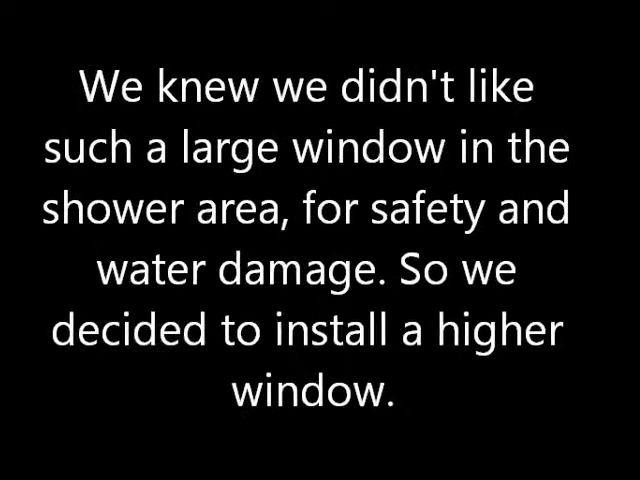 We knew we didn't like
such a large window in the
shower area, for safety and
water damage. So we
decided to install a higher
window.